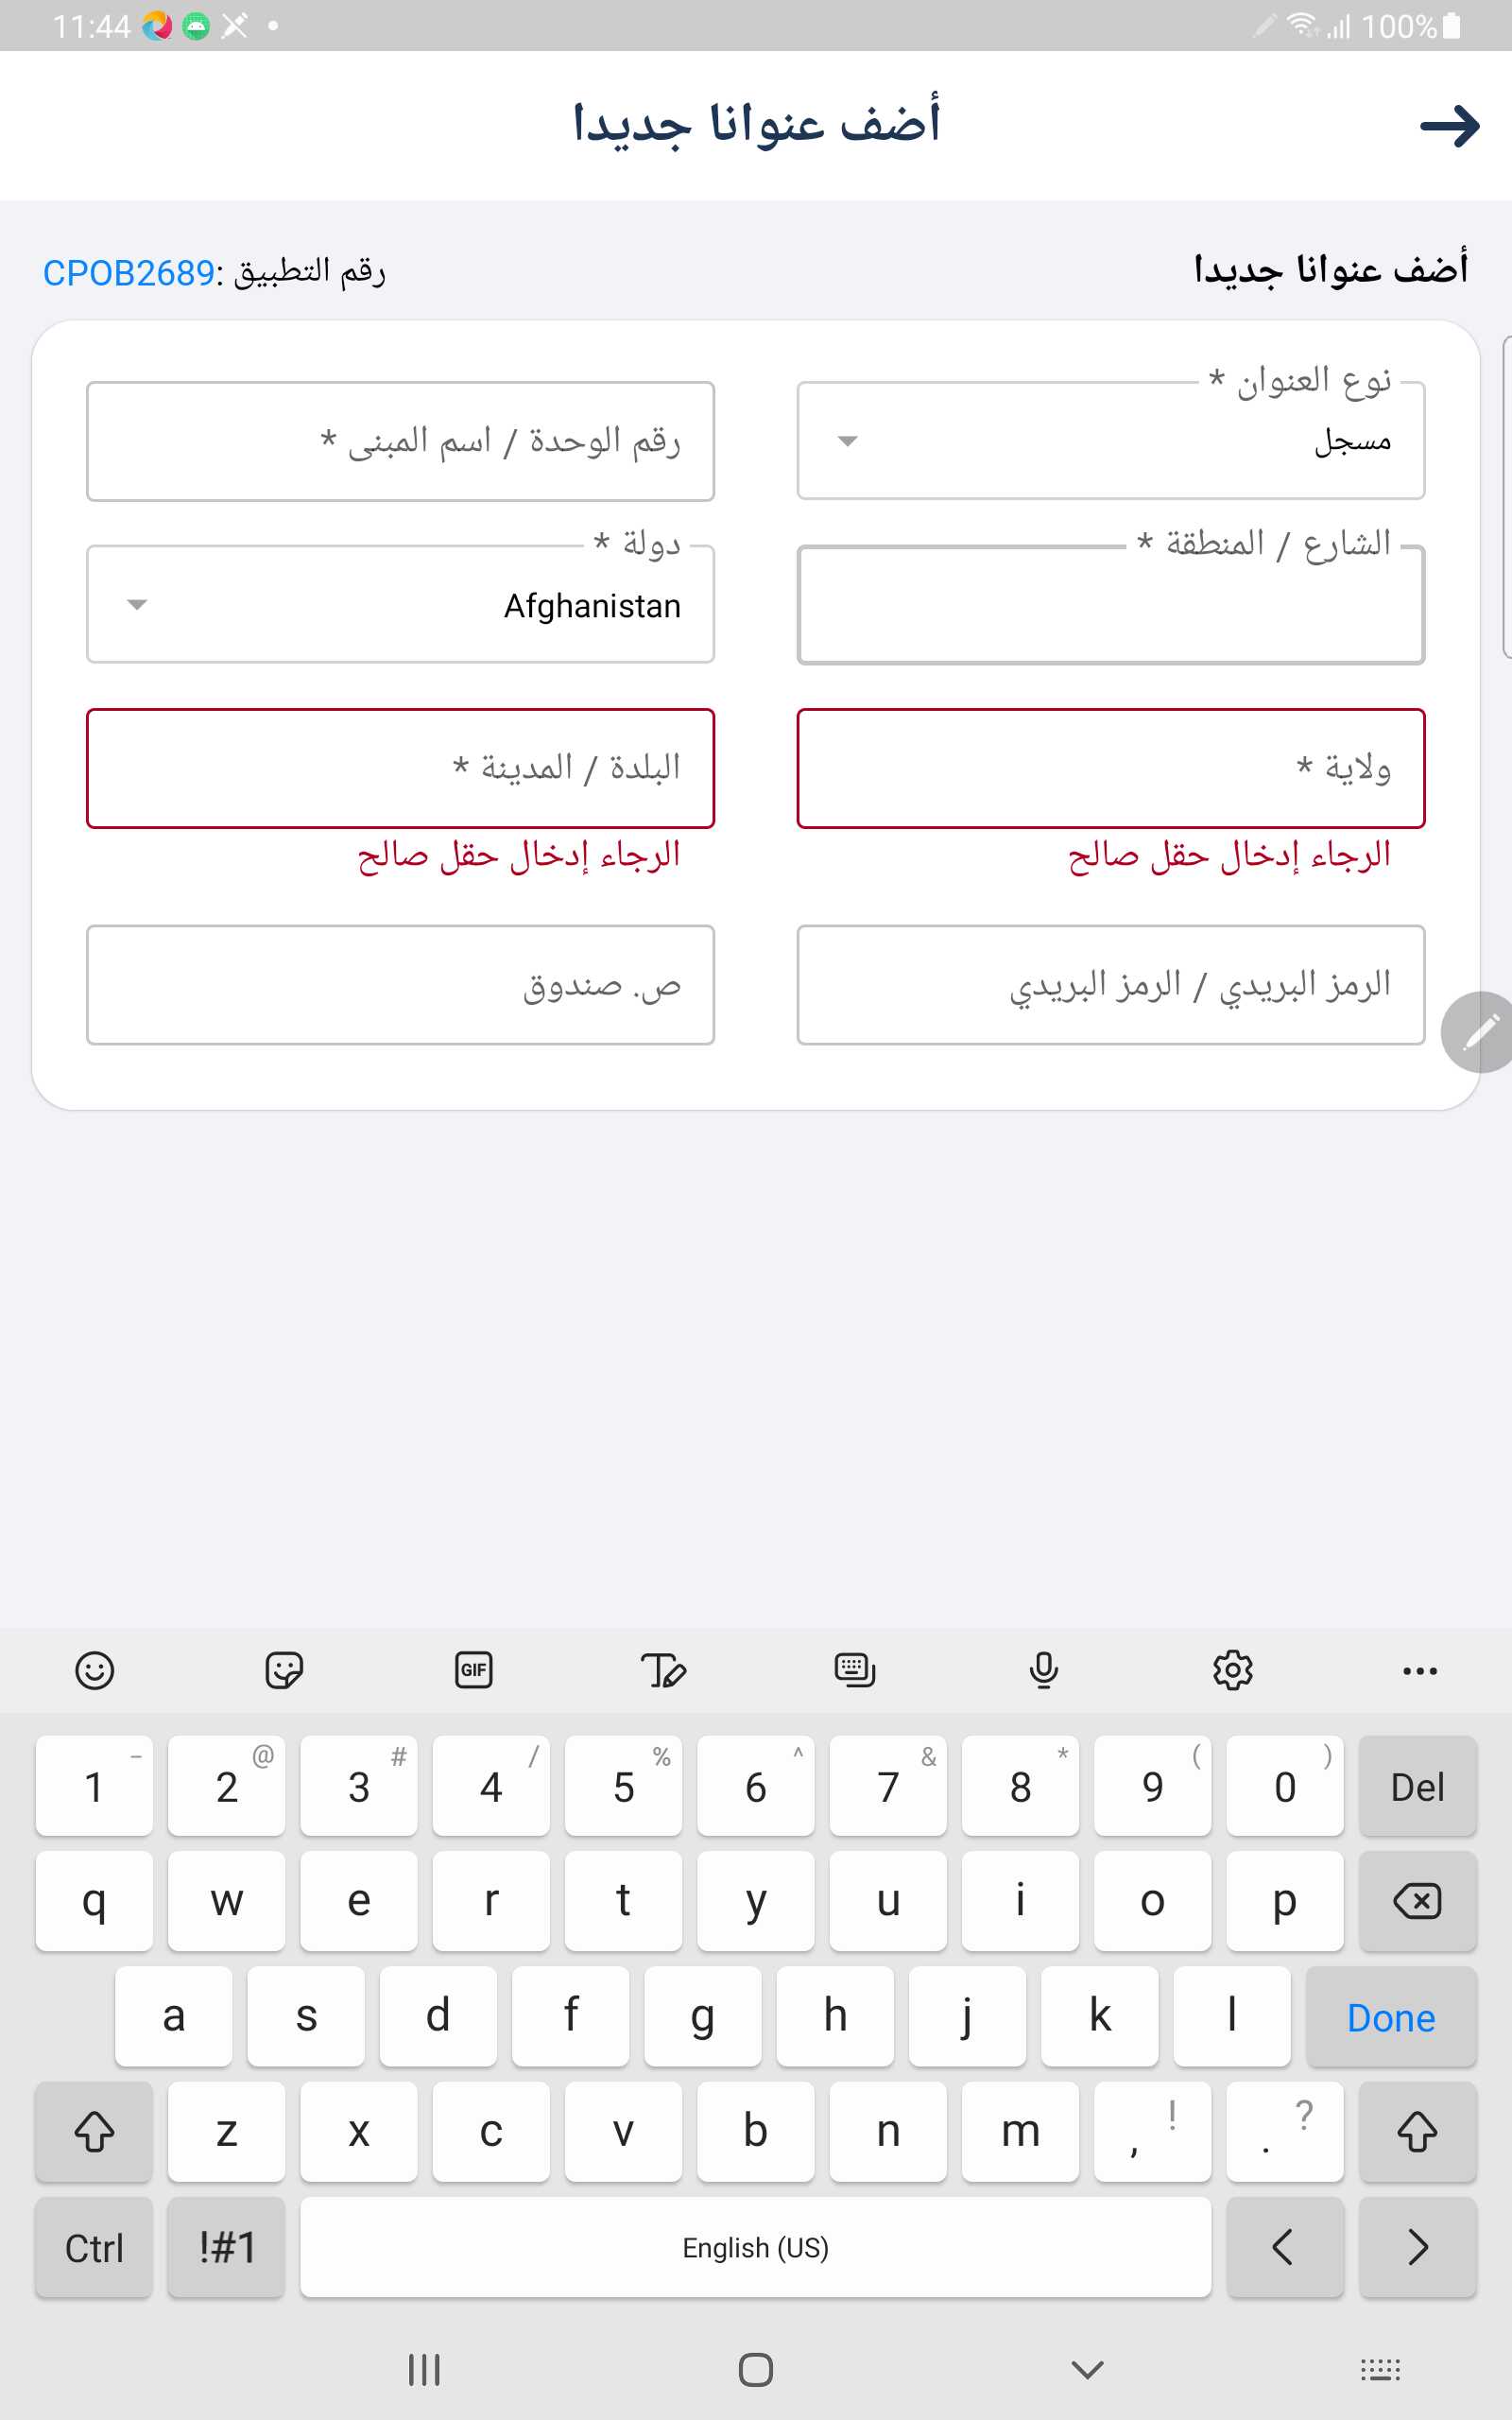 11:44
100%
أضف عنوانا جديدا
أضف عنوانا جديدا
رقم التطبيق :CPOB2689
نوع العنوان *
مسجل
رقم الوحدة / اسم المبنى *
الشارع / المنطقة *
دولة *
Afghanistan
ولاية *
الرجاء إدخال حقل صالح
البلدة / المدينة *
الرجاء إدخال حقل صالح
الرمز البريدي / الرمز البريدي
ص. صندوق
GIF
1 – 2 @ 3 # 4 / 5 % 6 ^ 7 & 8 * 9 ( 0 ) Del
q w e r t y u i o p
a s d f g h j k l Done
z x c v b n m , ! . ?
Ctrl !#1 English (US) < >